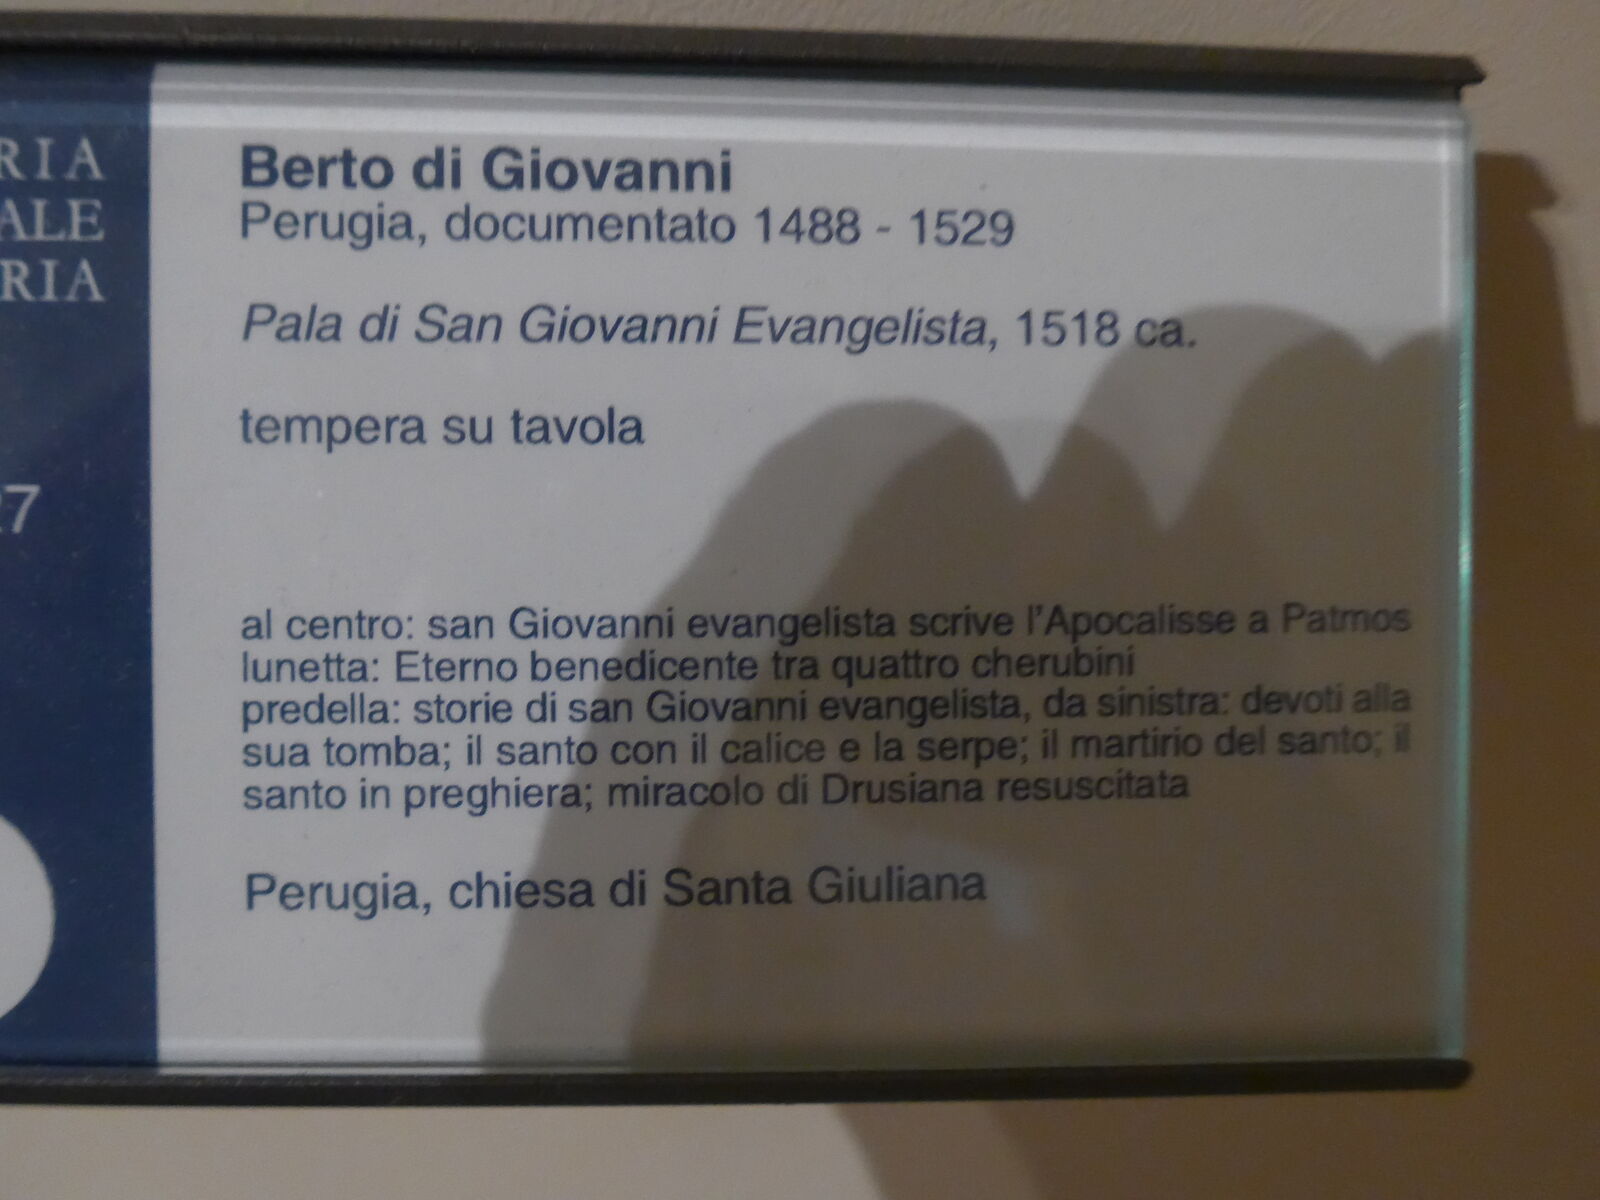 RIA
ALE
RIA
27
Berto di Giovanni
Perugia, documentato 1488 - 1529
Pala di San Giovanni Evangelista, 1518 ca.
tempera su tavola
al centro: san Giovanni evangelista scrive l'Apocalisse a Patmos
lunetta: Eterno benedicente tra quattro cherubini
predella: storie di san Giovanni evangelista, da sinistra: devoti alla
sua tomba; il santo con il calice e la serpe; il martirio del santo; il
santo in preghiera; miracolo di Drusiana resuscitata
Perugia, chiesa di Santa Giuliana